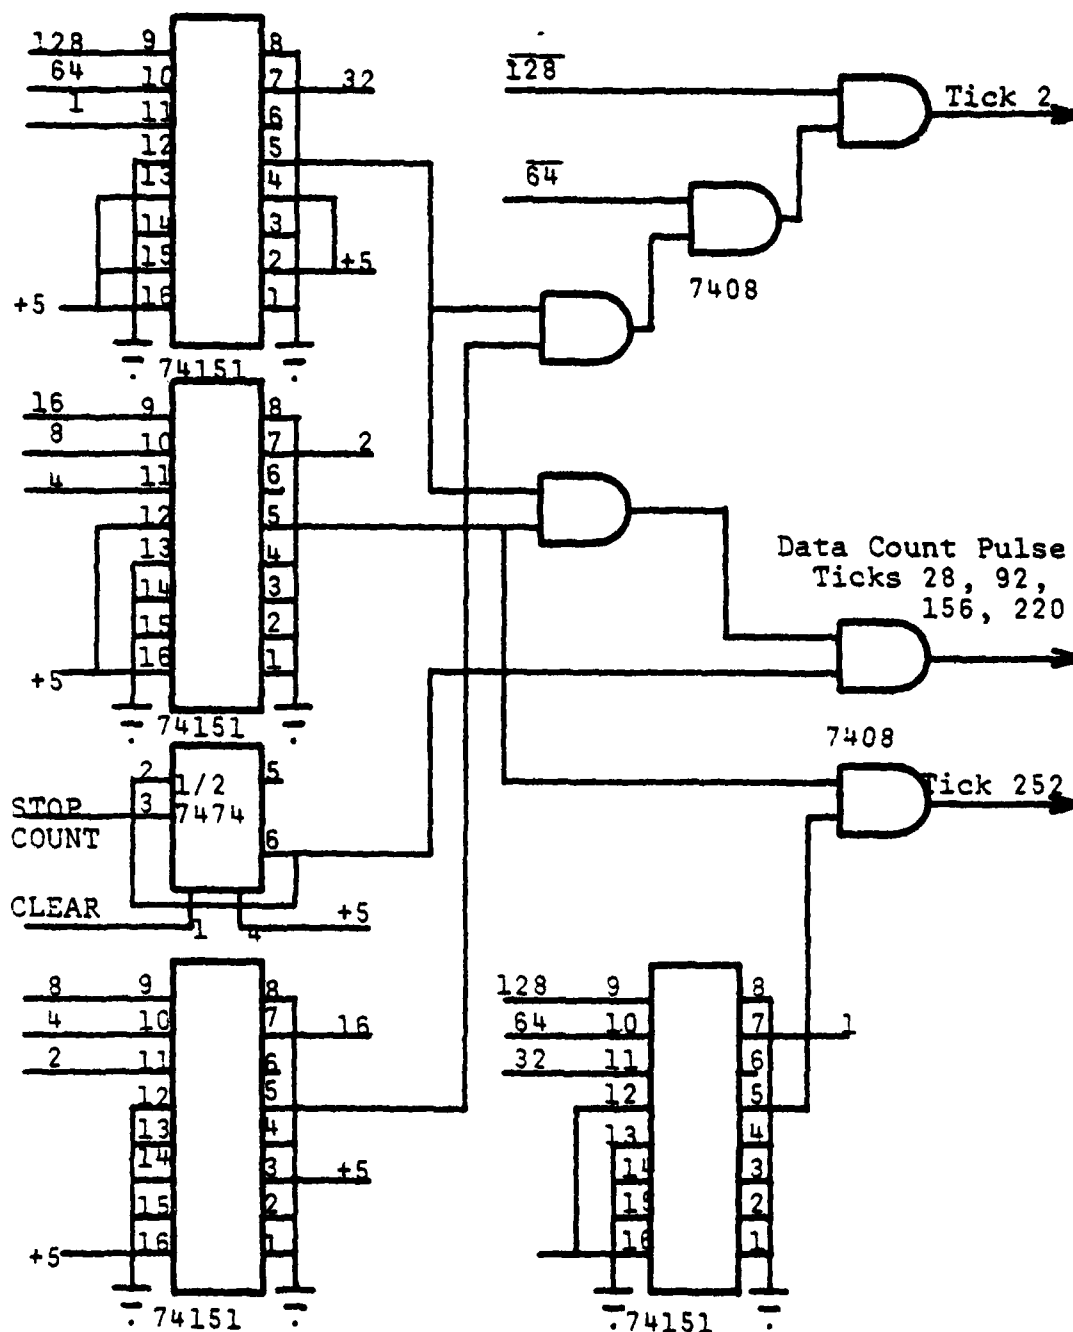 128 9 8
64 10 7 32
1 11 6
12 5
13 4
14 3
15 2 +5
+5 16 1
74151
128
Tick 2
64
7408
16 9 8
8 10 7 2
4 11 6
12 5
13 4
14 3
15 2
+5 16 1
74151
Data Count Pulse
Ticks 28, 92,
156, 220
7408
Tick 252
2 1/2 5
STOP 3 7474
COUNT 6
CLEAR 1 4 +5
8 9 8
4 10 7 16
2 11 6
12 5
13 4
14 3 +5
15 2
+5 16 1
74151
128 9 8
64 10 7 1
32 11 6
12 5
13 4
14 3
15 2
16 1
74151